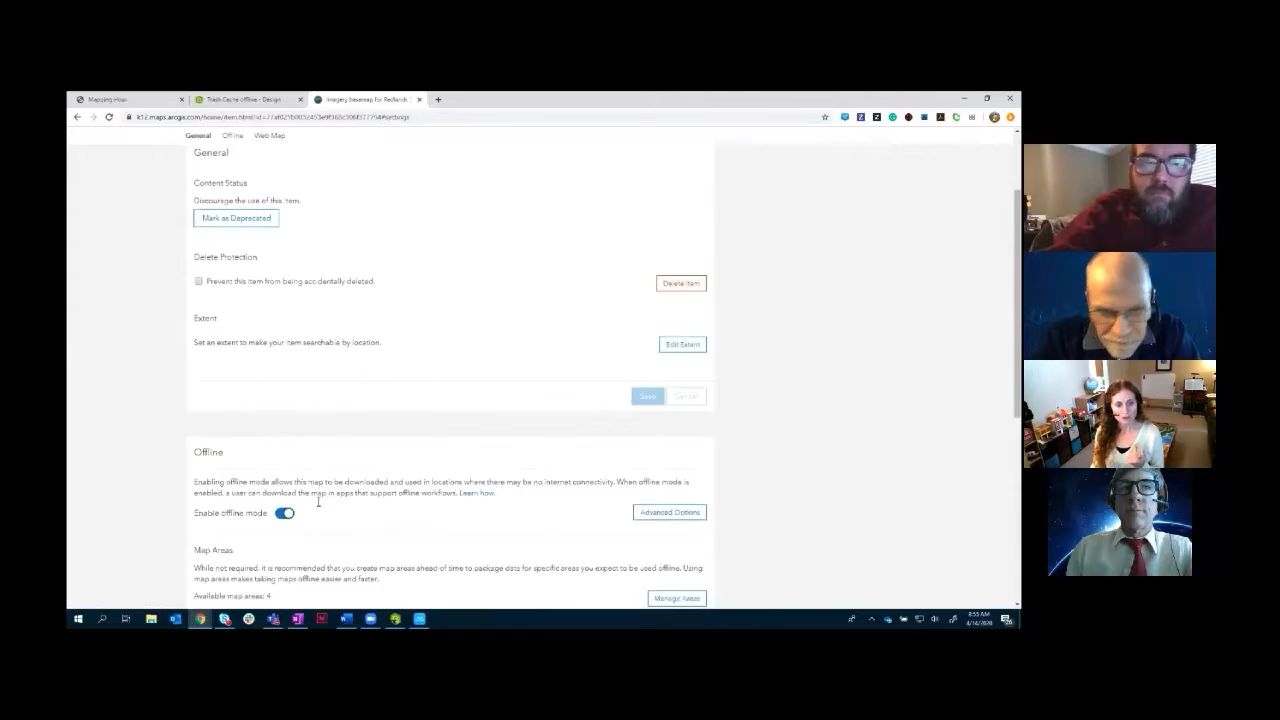 Mapping Hour
Trash Cache offline - Design
Imagery basemap for Redlands
General Offline Web Map
General
Content Status
Discourage the use of this item.
Mark as Deprecated
Delete Protection
Prevent this item from being accidentally deleted.
Delete Item
Extent
Set an extent to make your item searchable by location.
Edit Extent
Save Cancel
Offline
Enabling offline mode allows this map to be downloaded and used in locations where there may be no internet connectivity. When offline mode is
enabled, a user can download the map in apps that support offline workflows. Learn how.
Enable offline mode
Advanced Options
Map Areas
While not required, it is recommended that you create map areas ahead of time to package data for specific areas you expect to be used offline. Using
map areas makes taking maps offline easier and faster.
Available map areas: 4
Manage Areas
8:55 AM
4/14/2020